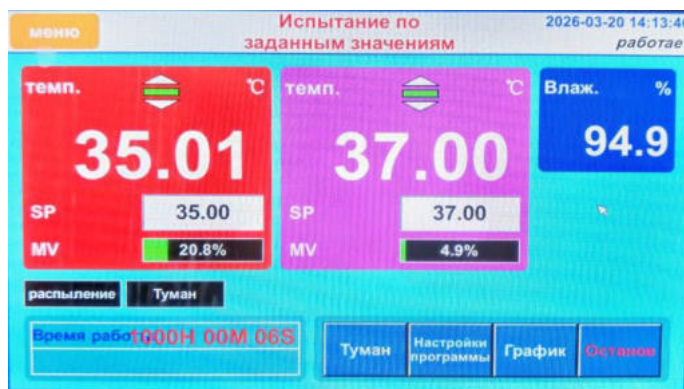 меню
Испытание по
заданным значениям
2026-03-20 14:13:4
работае
темп. °C
35.01
SP 35.00
MV 20.8%
темп. °C
37.00
SP 37.00
MV 4.9%
Влаж. %
94.9
распыление
Туман
Время работ 1000H 00M 06S
Туман
Настройки
программы
График
Останов